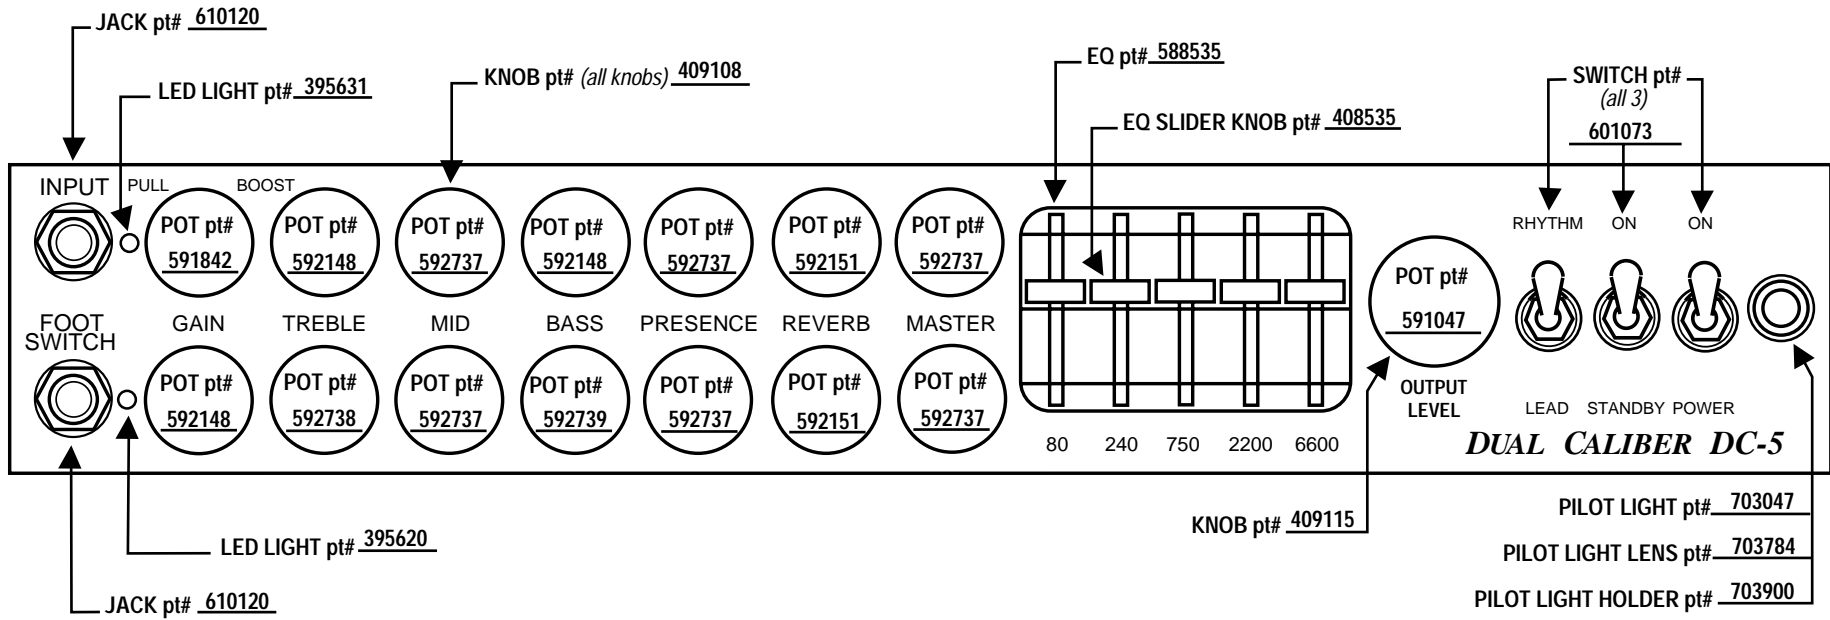 JACK pt# 610120
LED LIGHT pt# 395631
KNOB pt# (all knobs) 409108
EQ pt# 588535
EQ SLIDER KNOB pt# 408535
SWITCH pt#
(all 3)
601073
INPUT PULL BOOST
POT pt# POT pt# POT pt# POT pt# POT pt# POT pt# POT pt#
591842 592148 592737 592148 592737 592151 592737
RHYTHM ON ON
POT pt#
591047
FOOT
SWITCH
GAIN TREBLE MID BASS PRESENCE REVERB MASTER
POT pt# POT pt# POT pt# POT pt# POT pt# POT pt# POT pt#
592148 592738 592737 592739 592737 592151 592737
OUTPUT
LEVEL
LEAD STANDBY POWER
80 240 750 2200 6600
DUAL CALIBER DC-5
LED LIGHT pt# 395620
JACK pt# 610120
KNOB pt# 409115
PILOT LIGHT pt# 703047
PILOT LIGHT LENS pt# 703784
PILOT LIGHT HOLDER pt# 703900